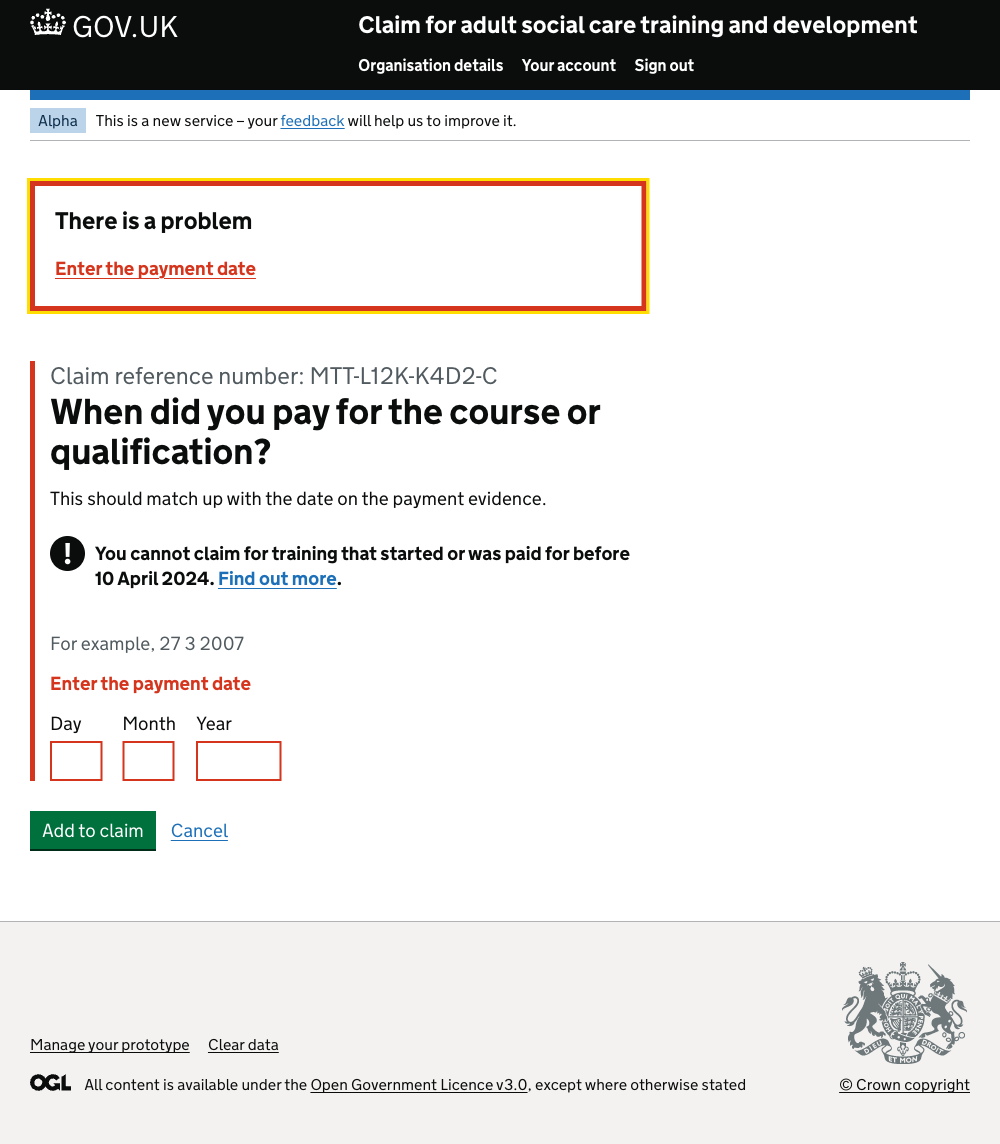 GOV.UK
Claim for adult social care training and development
Organisation details Your account Sign out
Alpha This is a new service – your feedback will help us to improve it.
There is a problem
Enter the payment date
Claim reference number: MTT-L12K-K4D2-C
When did you pay for the course or
qualification?
This should match up with the date on the payment evidence.
! You cannot claim for training that started or was paid for before
10 April 2024. Find out more.
For example, 27 3 2007
Enter the payment date
Day Month Year
Add to claim Cancel
DIEU ET MON DROIT
Manage your prototype Clear data
OGL All content is available under the Open Government Licence v3.0, except where otherwise stated
© Crown copyright